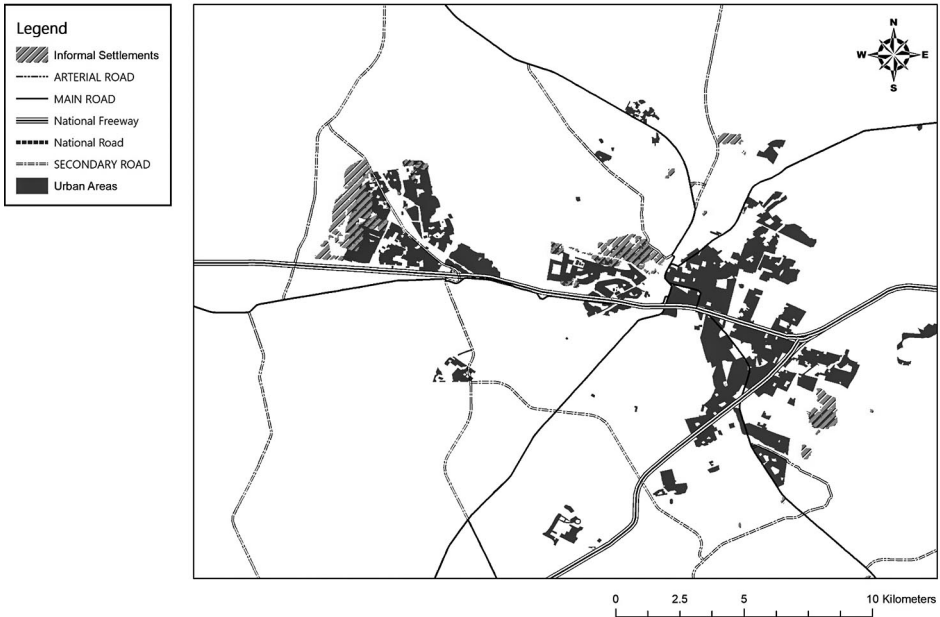 Legend
Informal Settlements
ARTERIAL ROAD
MAIN ROAD
National Freeway
National Road
SECONDARY ROAD
Urban Areas
N
W E
S
0 2.5 5 10 Kilometers